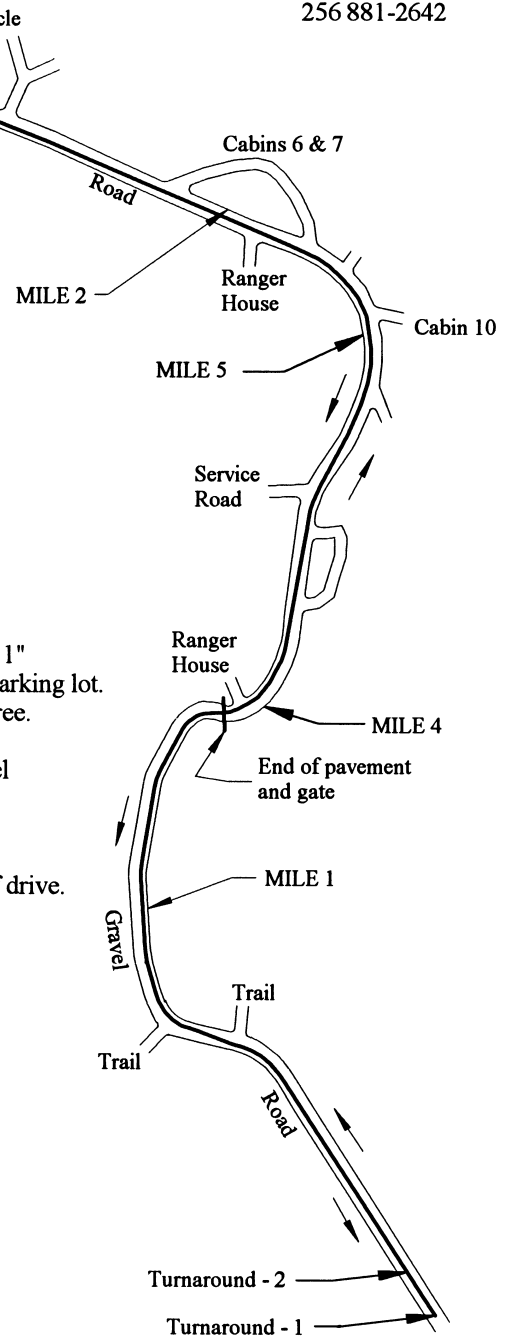 cle
256 881-2642
Cabins 6 & 7
Road
Ranger
House
MILE 2
Cabin 10
MILE 5
Service
Road
1"
arking lot.
ree.
el
drive.
Ranger
House
MILE 4
End of pavement
and gate
MILE 1
Gravel
Trail
Trail
Road
Turnaround - 2
Turnaround - 1